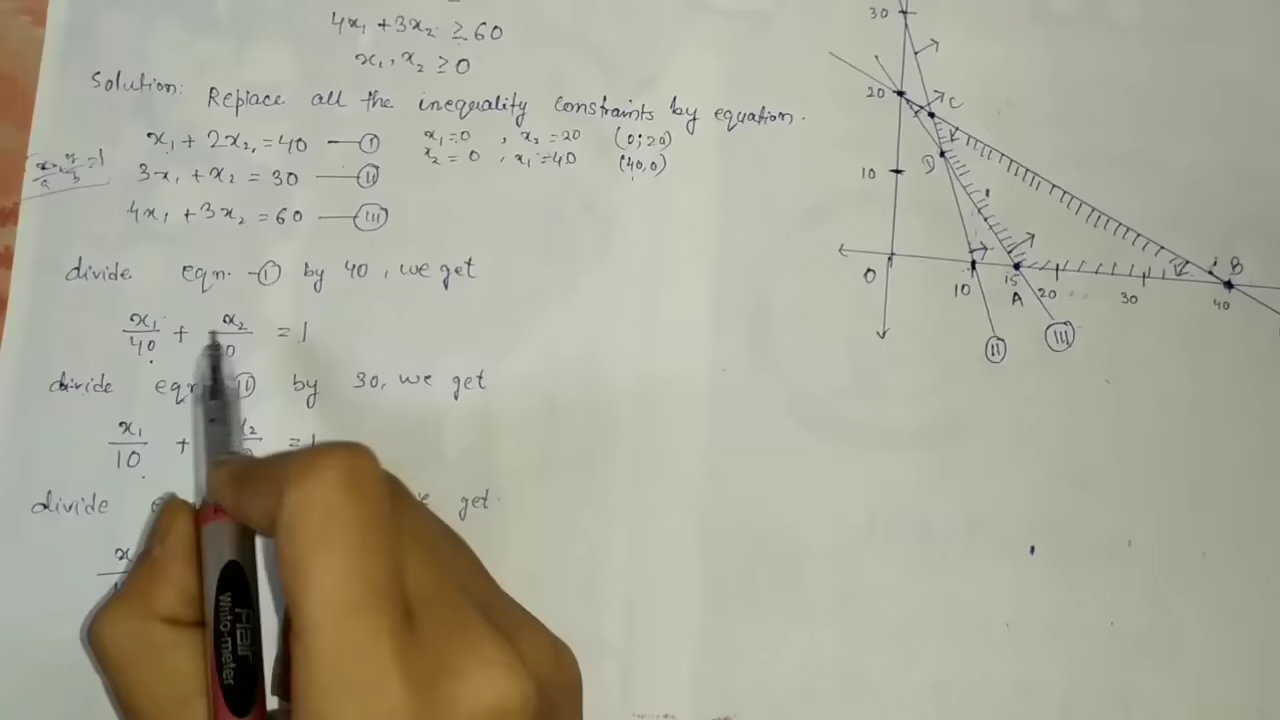 4x₁ + 3x₂ ≥ 60
x₁, x₂ ≥ 0
Solution: Replace all the inequality constraints by equation.
x₁ + 2x₂ = 40 — I x₁ = 0 , x₂ = 20 (0, 20)
x₂ = 0 , x₁ = 40 (40, 0)
3x₁ + x₂ = 30 — II
4x₁ + 3x₂ = 60 — III
divide eqn. - I by 40, we get
x₁/40 + x₂/ = 1
divide II by 30, we get
x₁/10 + = 1
divide get
30
20
C
D
10
0
10
15
A
20
30
B
40
II
III
Flair
Writo-meter